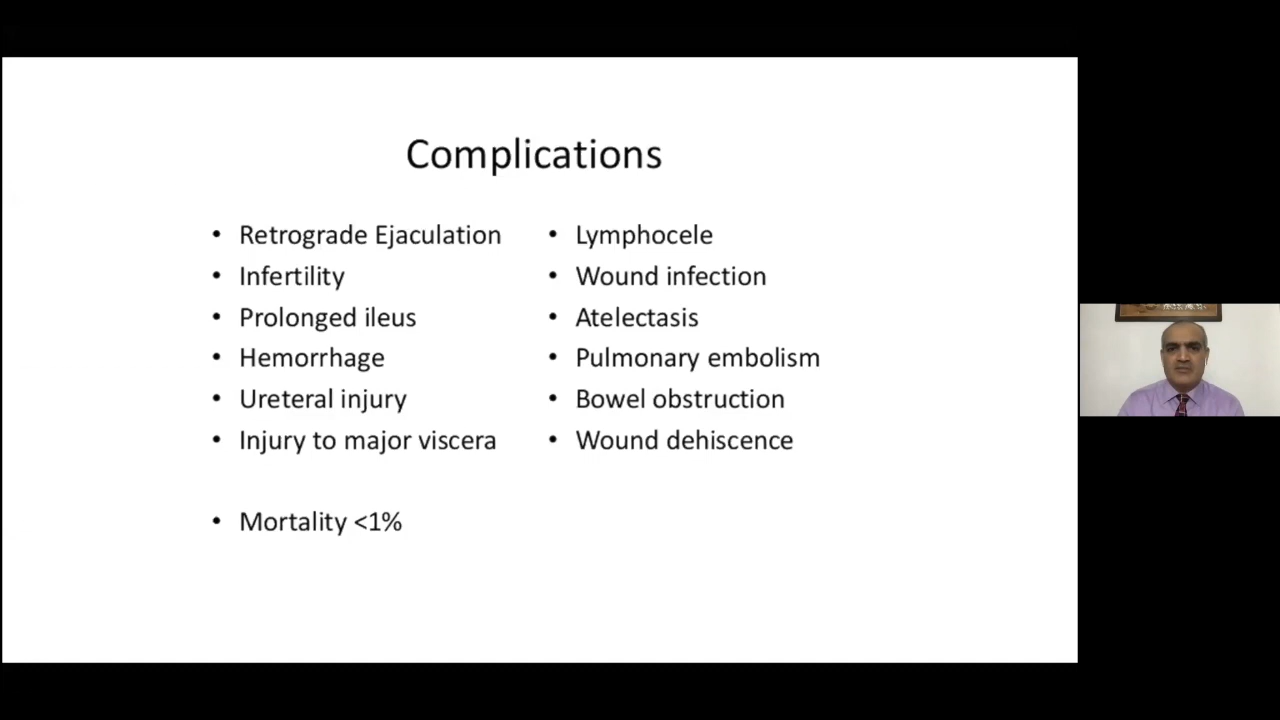 Complications
• Retrograde Ejaculation
• Infertility
• Prolonged ileus
• Hemorrhage
• Ureteral injury
• Injury to major viscera
• Mortality <1%
• Lymphocele
• Wound infection
• Atelectasis
• Pulmonary embolism
• Bowel obstruction
• Wound dehiscence